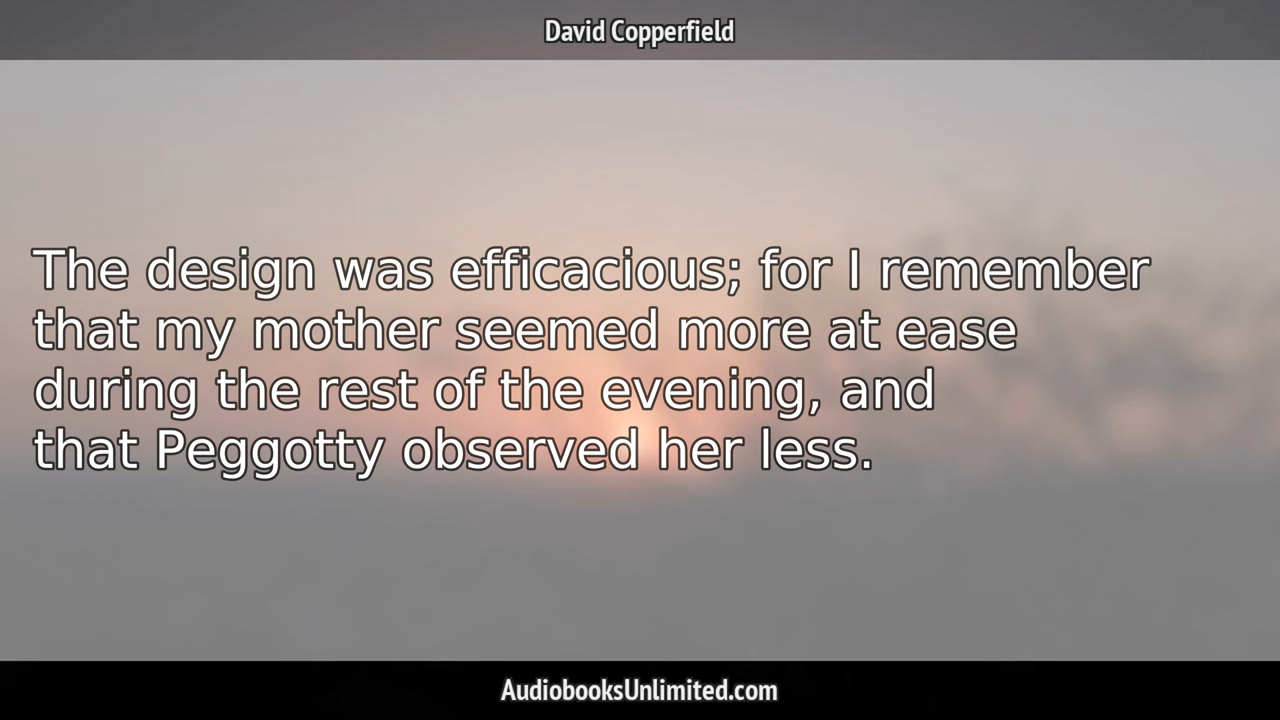 David Copperfield
The design was efficacious; for I remember
that my mother seemed more at ease
during the rest of the evening, and
that Peggotty observed her less.
AudiobooksUnlimited.com